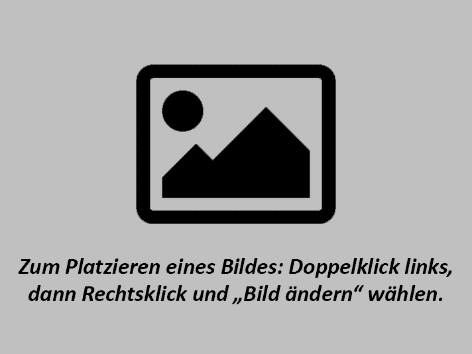 Zum Platzieren eines Bildes: Doppelklick links,
dann Rechtsklick und „Bild ändern“ wählen.